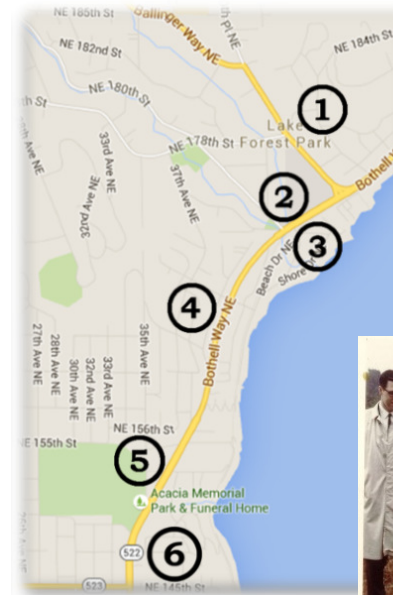 NE 185th St
Ballinger Way NE
th Pl NE
NE 182nd St
NE 184th St
NE 180th St
1
Lake
Forest Park
NE 178th St
33rd Ave NE
37th Ave NE
32nd Ave NE
2
Bothell W
3
Beach Dr NE
Shore Dr
4
Bothell Way NE
27th Ave NE
28th Ave NE
30th Ave NE
32nd Ave NE
33rd Ave NE
35th Ave NE
NE 156th St
NE 155th St
5
Acacia Memorial
Park & Funeral Home
522
6
523
NE 145th St